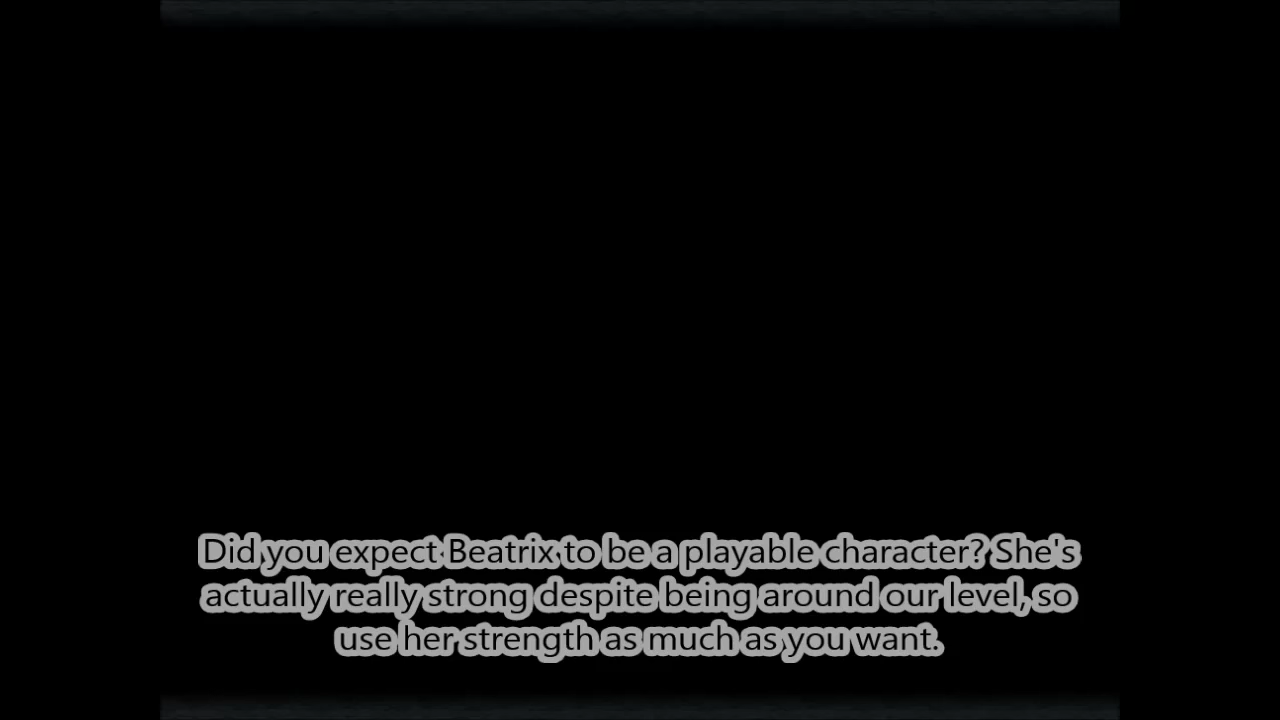 Did you expect Beatrix to be a playable character? She's
actually really strong despite being around our level, so
use her strength as much as you want.